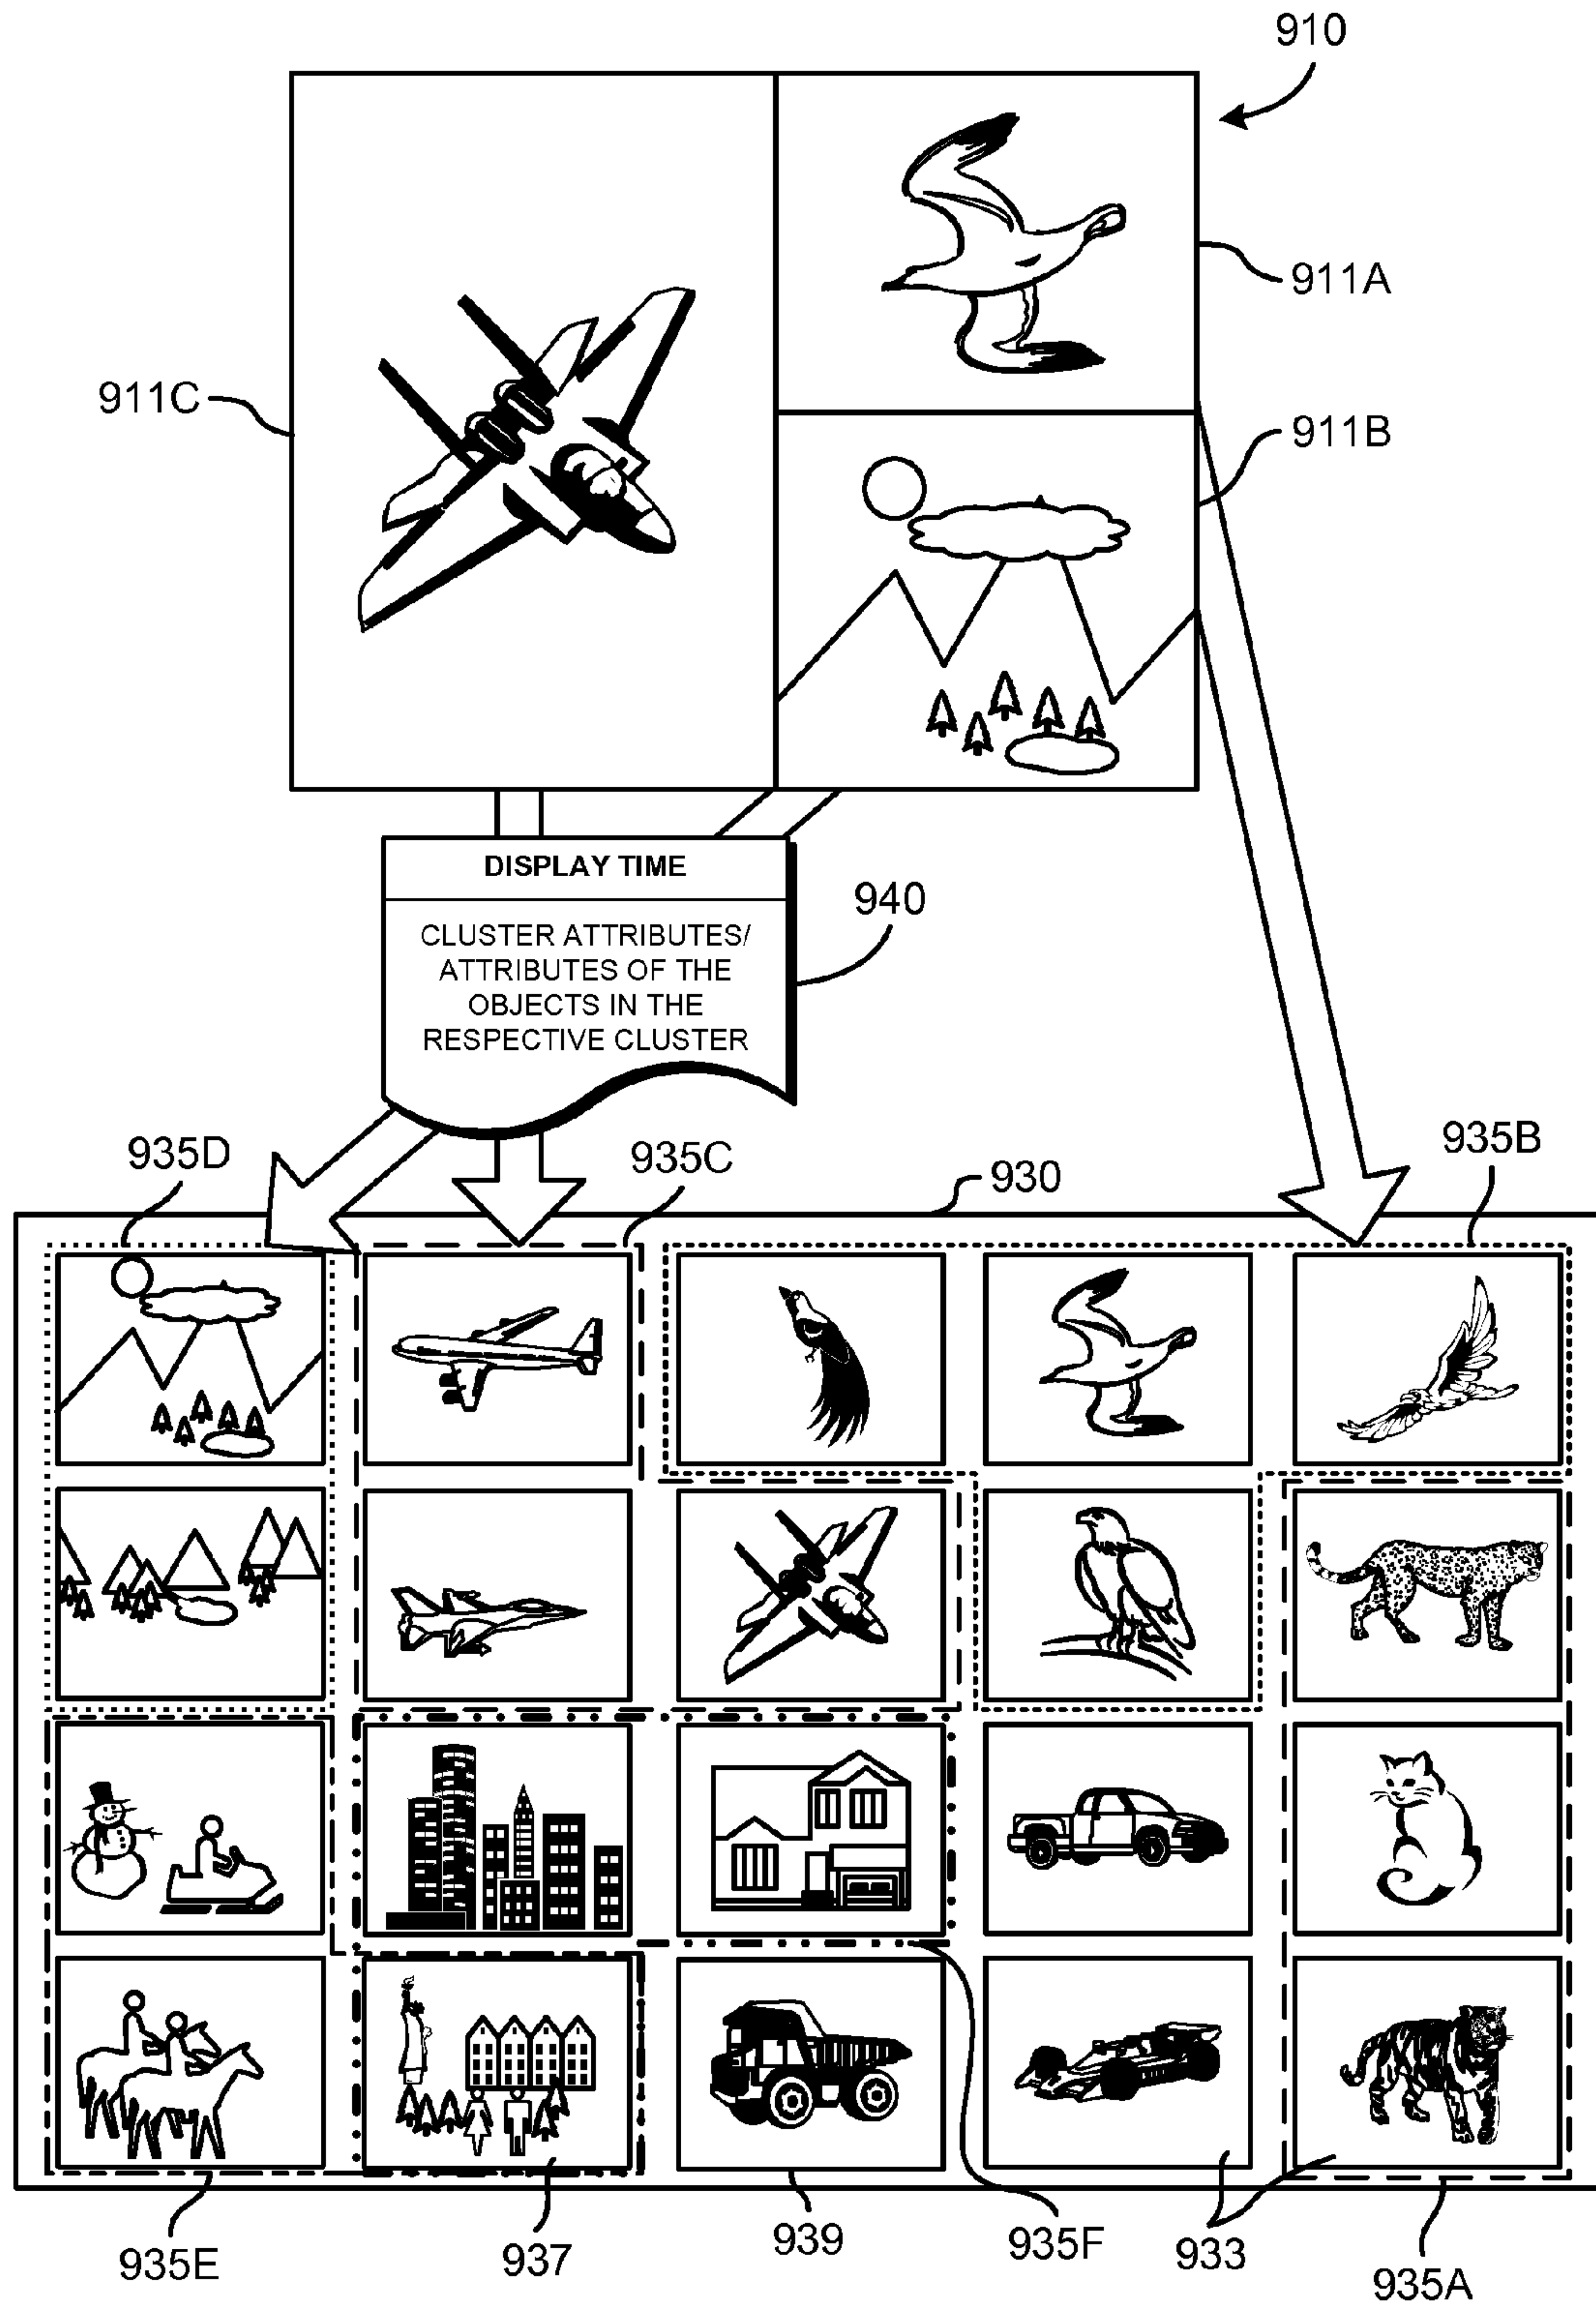 910
911A
911C
911B
DISPLAY TIME
940
CLUSTER ATTRIBUTES/
ATTRIBUTES OF THE
OBJECTS IN THE
RESPECTIVE CLUSTER
935D
935C
930
935B
935E
937
939
935F
933
935A